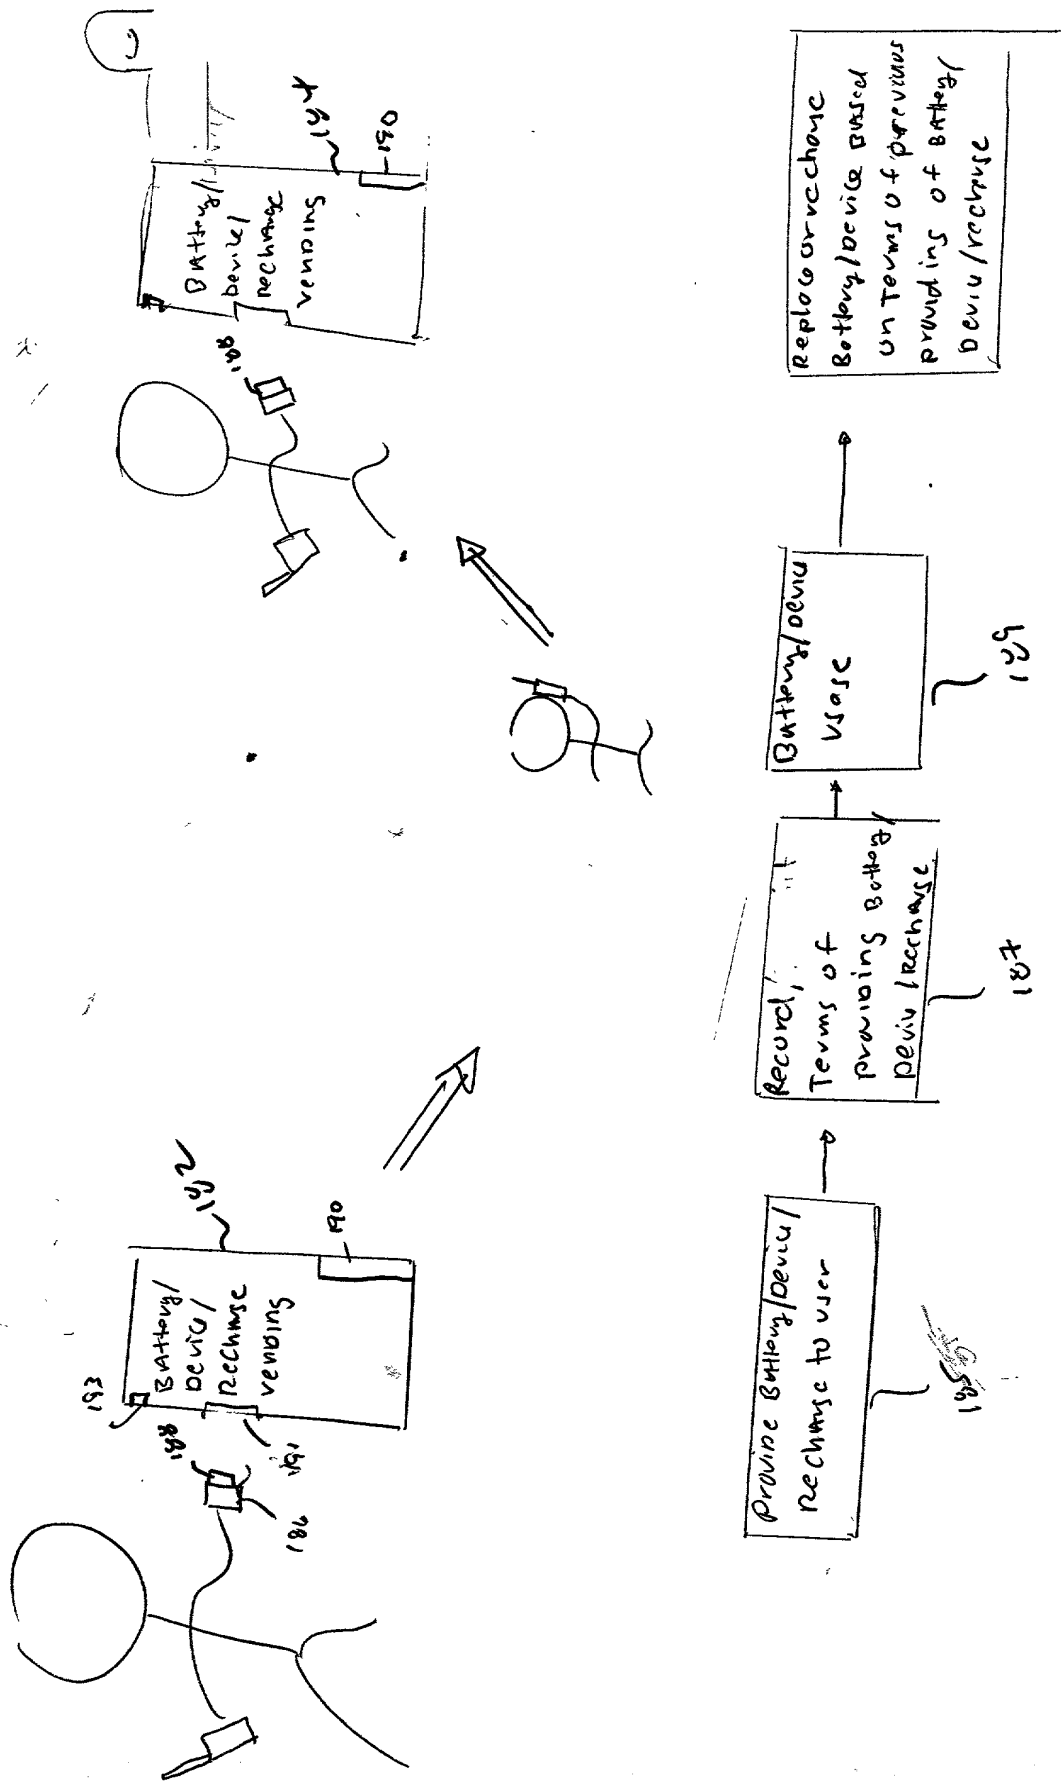 193
188
186
191
Battery/
Device/
Recharge
vending
192
190
188
Battery/
Device/
Recharge
vending
194
190
Provide Battery/Device/
Recharge to user
185
Record
Terms of
providing Battery/
Device/Recharge
187
Battery/Device
usage
189
Replace or rechare
Battery/Device Based
on Terms of previous
providing of Battery/
Device/recharge